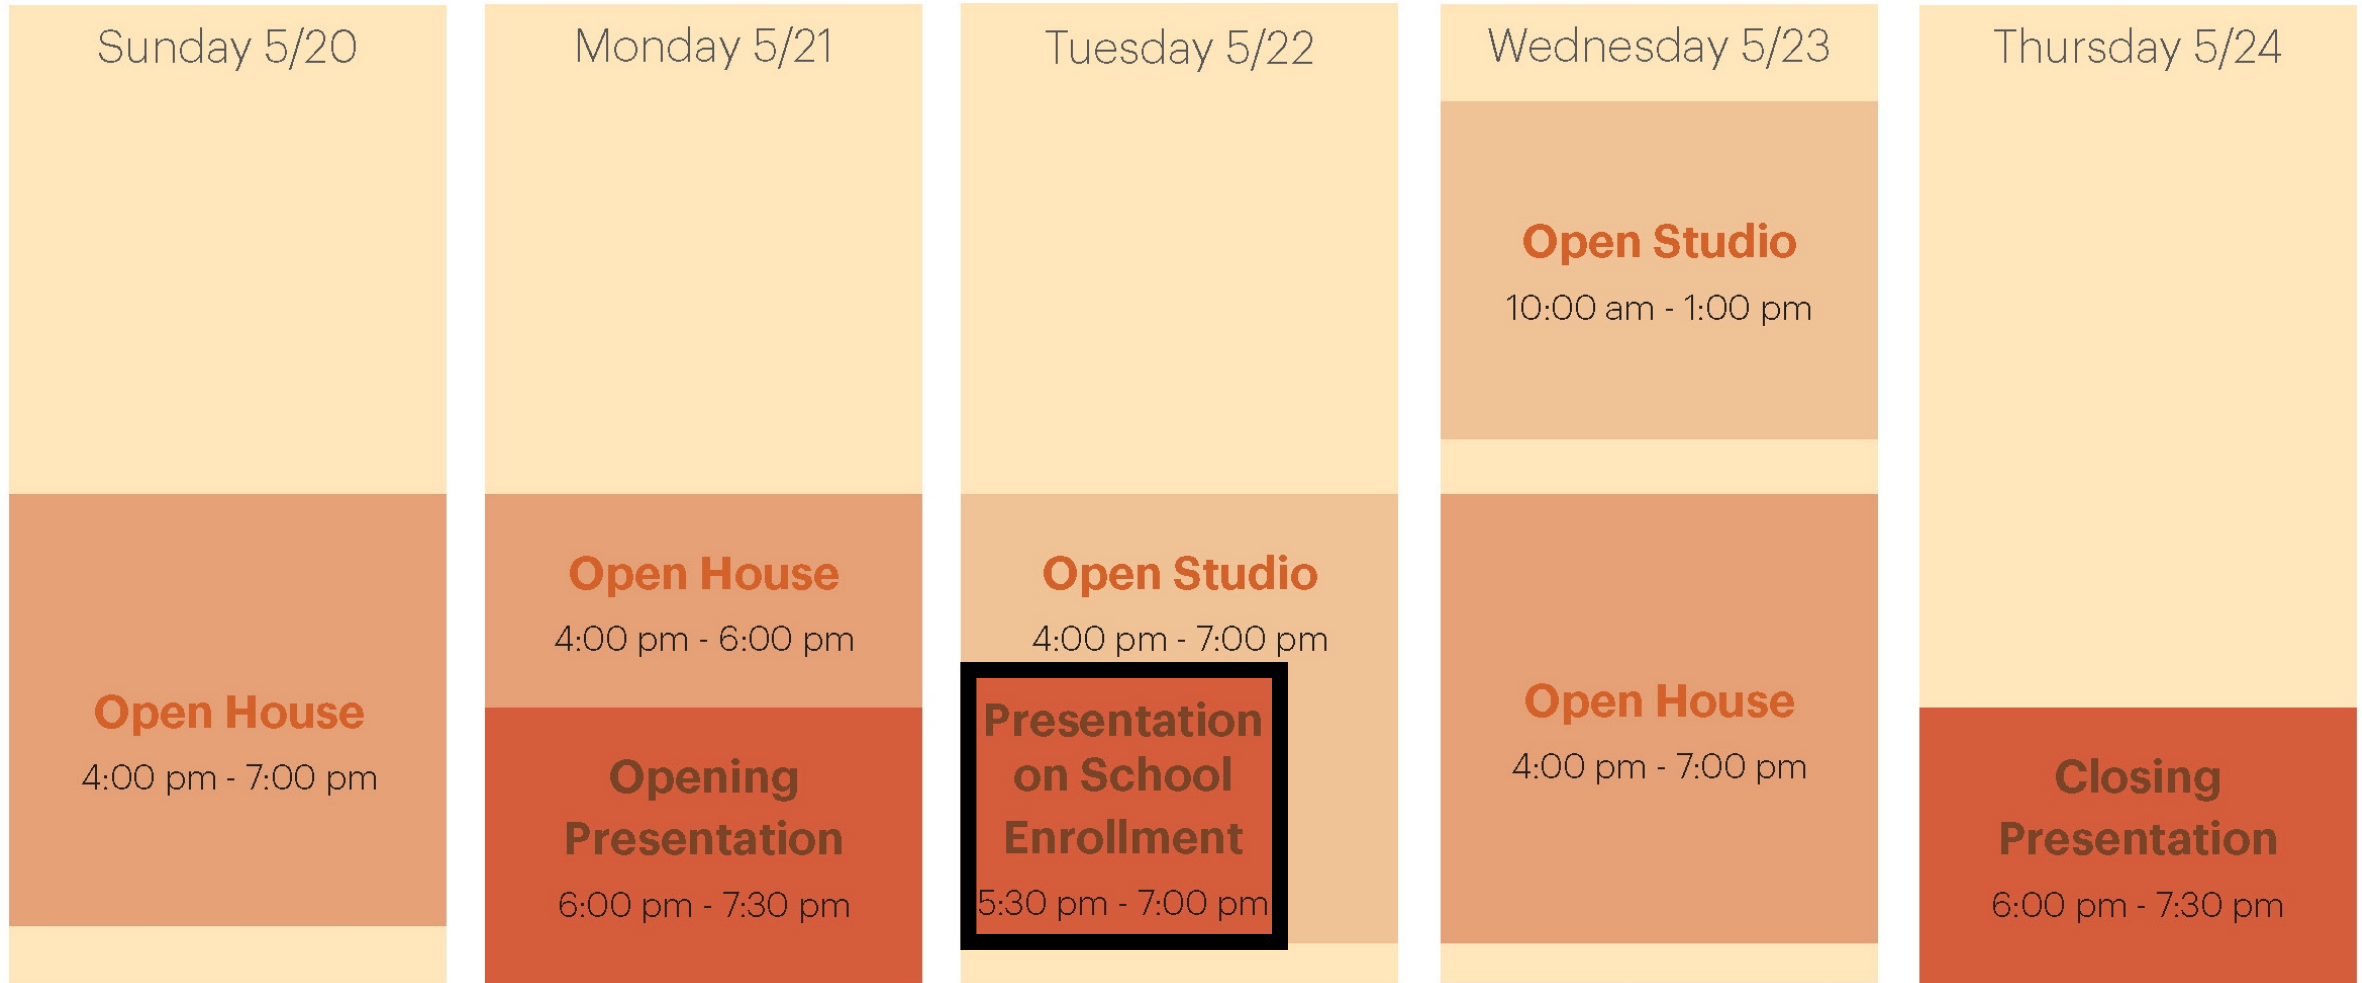 Sunday 5/20
Open House
4:00 pm - 7:00 pm
Monday 5/21
Open House
4:00 pm - 6:00 pm
Opening
Presentation
6:00 pm - 7:30 pm
Tuesday 5/22
Open Studio
4:00 pm - 7:00 pm
Presentation
on School
Enrollment
5:30 pm - 7:00 pm
Wednesday 5/23
Open Studio
10:00 am - 1:00 pm
Open House
4:00 pm - 7:00 pm
Thursday 5/24
Closing
Presentation
6:00 pm - 7:30 pm